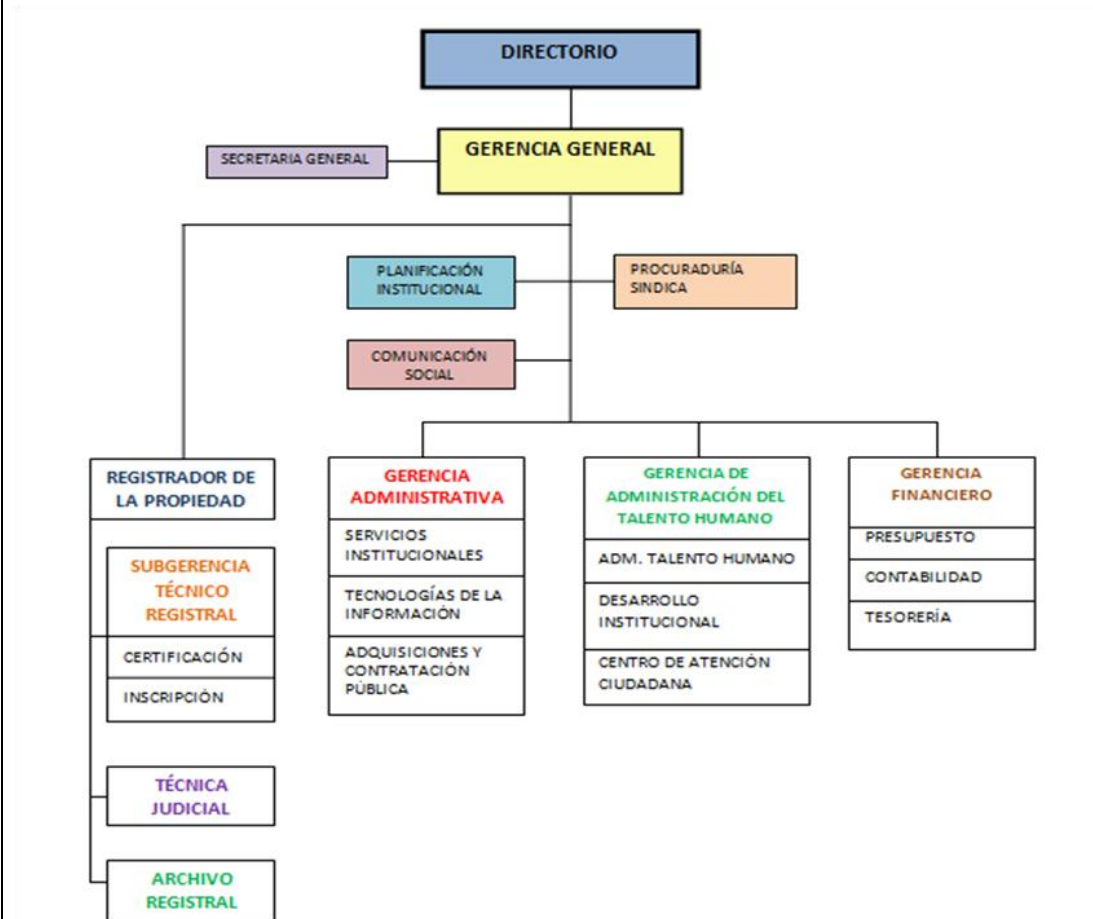 DIRECTORIO
GERENCIA GENERAL
SECRETARIA GENERAL
PLANIFICACIÓN
INSTITUCIONAL
PROCURADURÍA
SINDICA
COMUNICACIÓN
SOCIAL
REGISTRADOR DE
LA PROPIEDAD
SUBGERENCIA
TÉCNICO
REGISTRAL
CERTIFICACIÓN
INSCRIPCIÓN
TÉCNICA
JUDICIAL
ARCHIVO
REGISTRAL
GERENCIA
ADMINISTRATIVA
SERVICIOS
INSTITUCIONALES
TECNOLOGÍAS DE LA
INFORMACIÓN
ADQUISICIONES Y
CONTRATACIÓN
PÚBLICA
GERENCIA DE
ADMINISTRACIÓN DEL
TALENTO HUMANO
ADM. TALENTO HUMANO
DESARROLLO
INSTITUCIONAL
CENTRO DE ATENCIÓN
CIUDADANA
GERENCIA
FINANCIERO
PRESUPUESTO
CONTABILIDAD
TESORERÍA